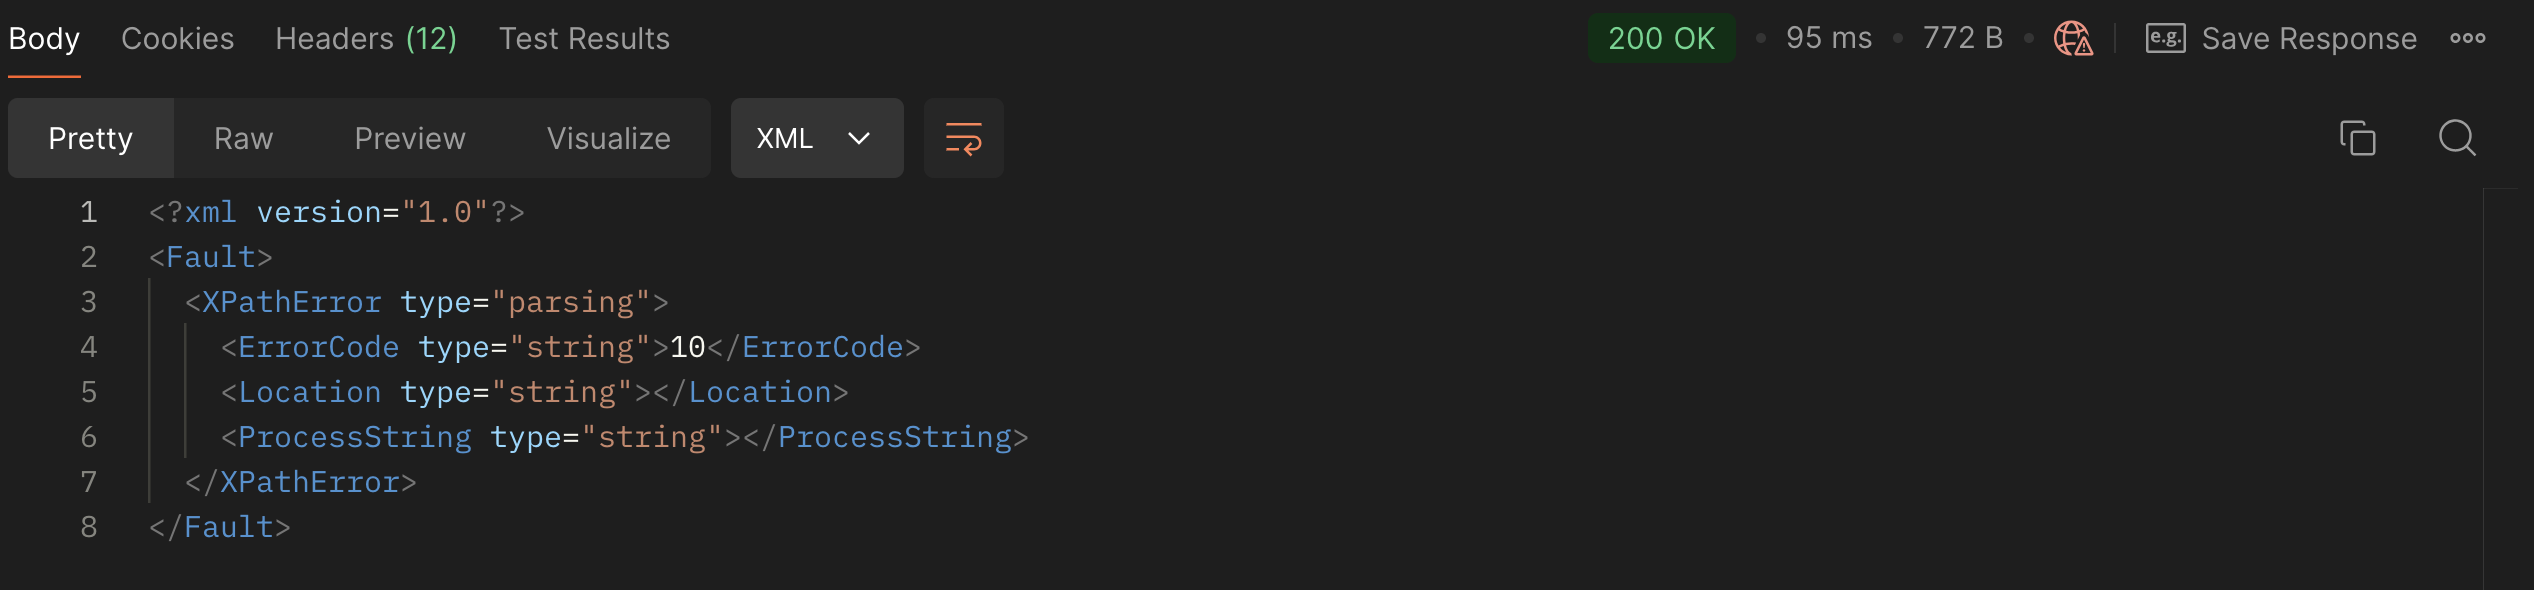 Body Cookies Headers (12) Test Results 200 OK • 95 ms • 772 B • e.g. Save Response
Pretty Raw Preview Visualize XML
1 <?xml version="1.0"?>
2 <Fault>
3 <XPathError type="parsing">
4 <ErrorCode type="string">10</ErrorCode>
5 <Location type="string"></Location>
6 <ProcessString type="string"></ProcessString>
7 </XPathError>
8 </Fault>